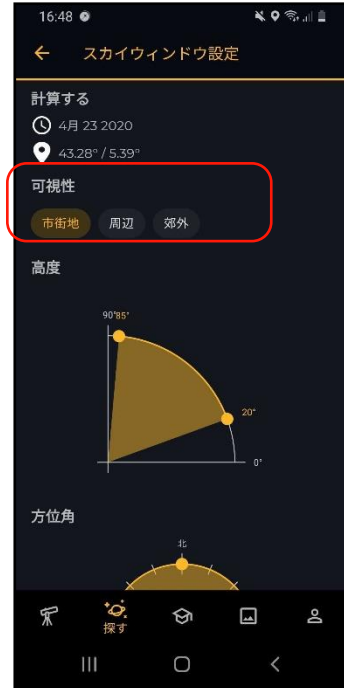 16:48
スカイウィンドウ設定
計算する
4月 23 2020
43.28° / 5.39°
可視性
市街地 周辺 郊外
高度
90°85°
20°
0°
方位角
北
探す